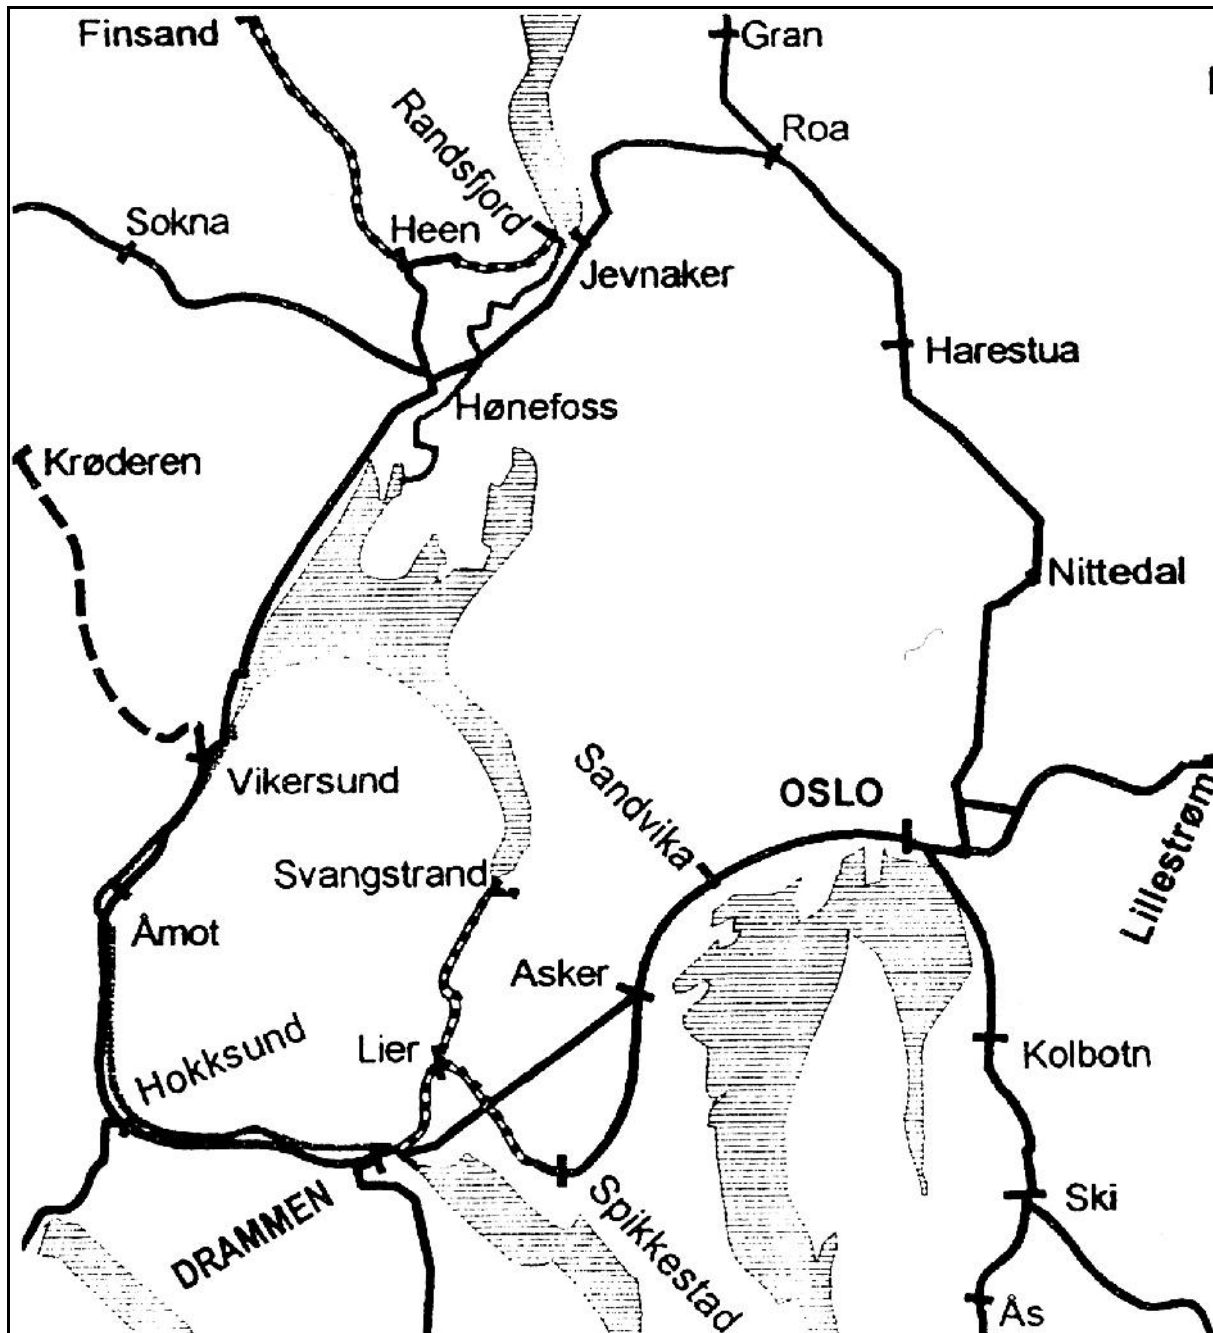 Finsand
Gran
Randsfjord
Roa
Sokna
Heen
Jevnaker
Harestua
Hønefoss
Krøderen
Nittedal
Vikersund
Sandvika
OSLO
Lillestrøm
Svangstrand
Åmot
Asker
Hokksund
Lier
Kolbotn
DRAMMEN
Spikkestad
Ski
Ås